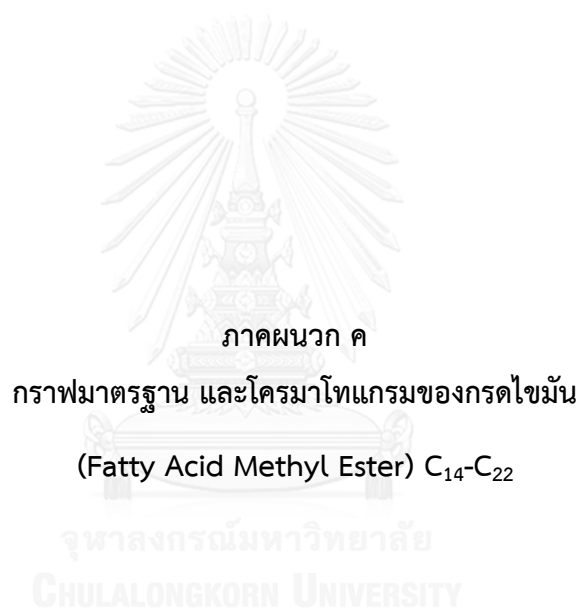 ภาคผนวก ค
กราฟมาตรฐาน และโครมาโทแกรมของกรดไขมัน
(Fatty Acid Methyl Ester) C₁₄-C₂₂
จุฬาลงกรณ์มหาวิทยาลัย
CHULALONGKORN UNIVERSITY